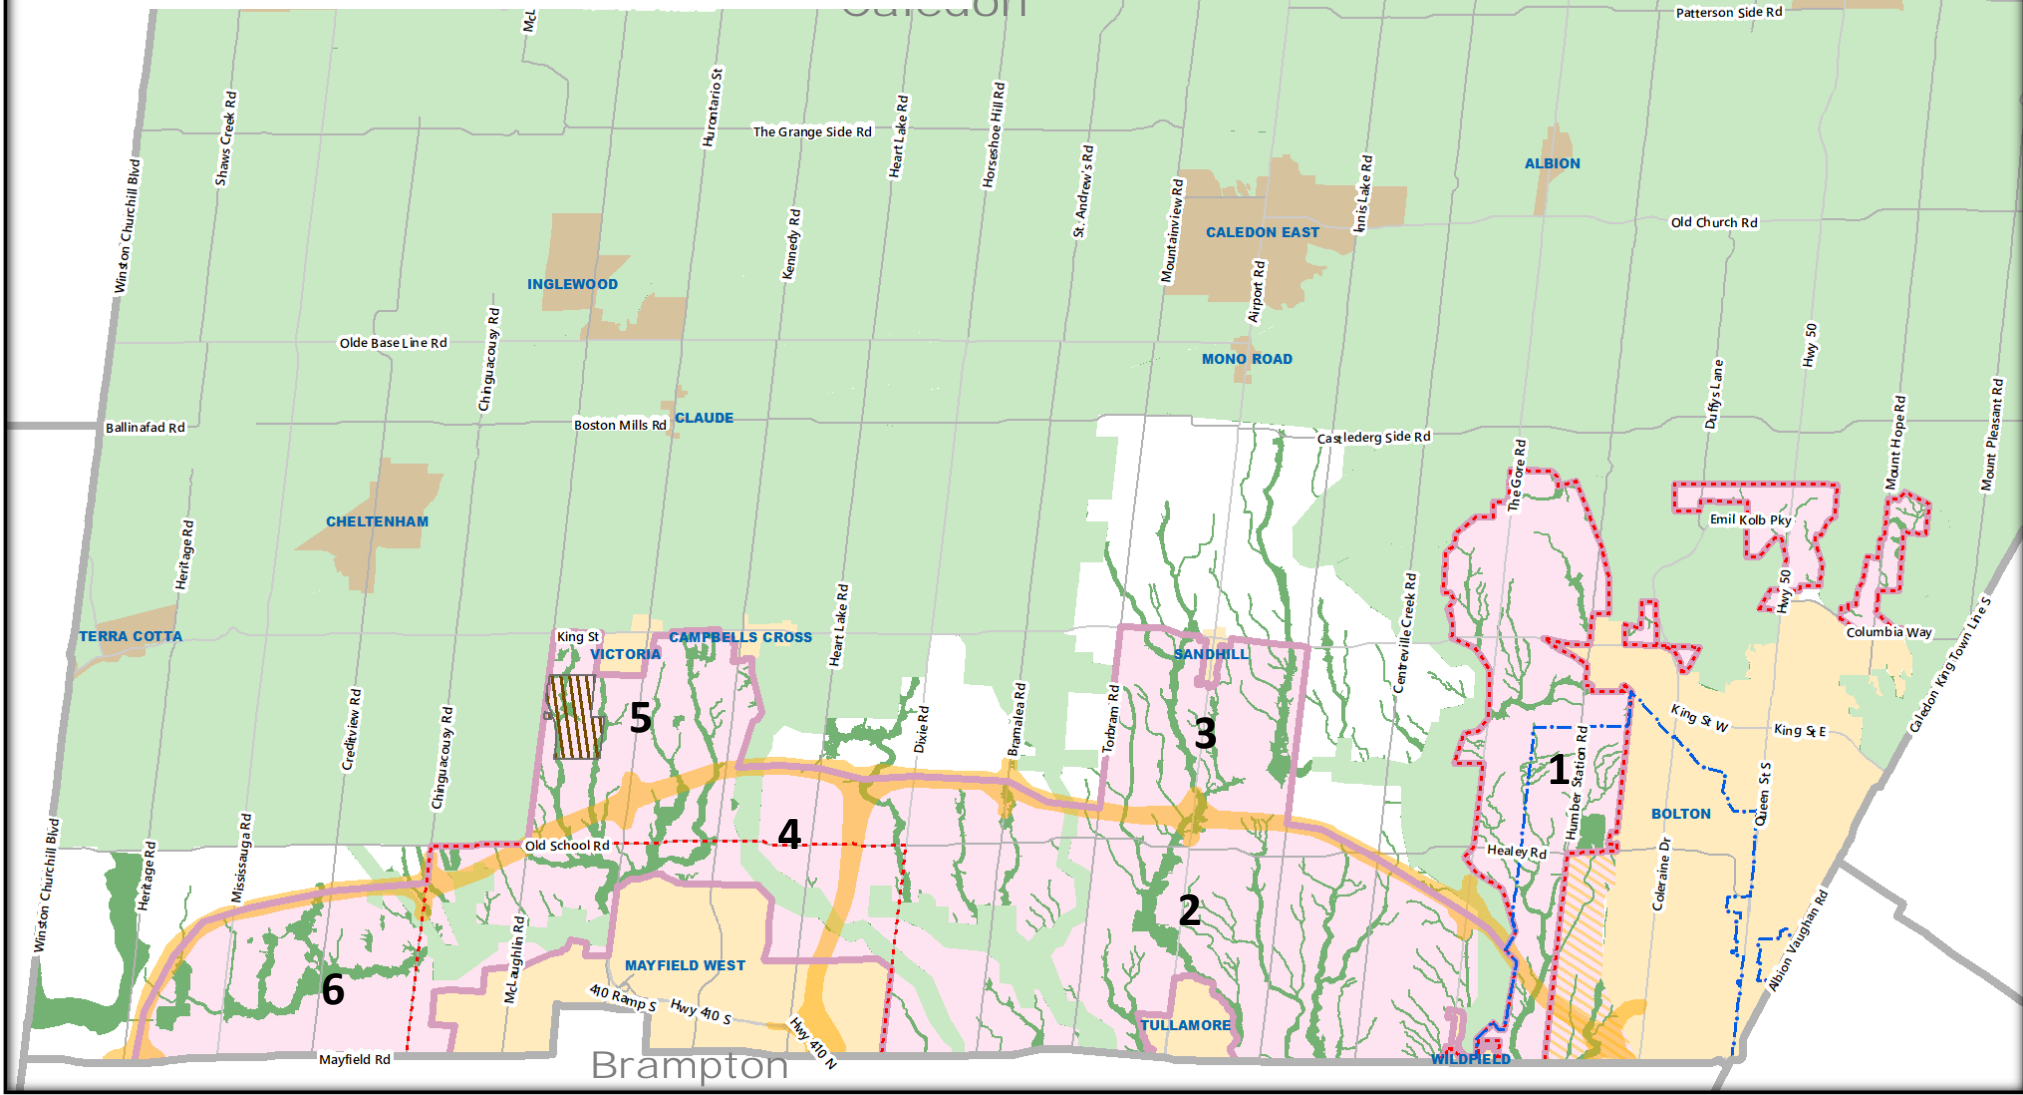 Caledon
Patterson Side Rd
McL
Hurontario St
Shaws Creek Rd
Heart Lake Rd
Horseshoe Hill Rd
The Grange Side Rd
St. Andrew's Rd
Winston Churchill Blvd
Mountainview Rd
Innis Lake Rd
ALBION
Old Church Rd
CALEDON EAST
Kennedy Rd
Airport Rd
INGLEWOOD
Chinguacousy Rd
Olde Base Line Rd
MONO ROAD
Hwy 50
Duffys Lane
Mount Hope Rd
Mount Pleasant Rd
CLAUDE
Ballinafad Rd
Boston Mills Rd
Castlederg Side Rd
The Gore Rd
CHELTENHAM
Emil Kolb Pky
Heritage Rd
Heart Lake Rd
Centreville Creek Rd
Hwy 50
TERRA COTTA
King St
CAMPBELLS CROSS
VICTORIA
SANDHILL
Columbia Way
Caledon King Town Line S
Creditview Rd
Chinguacousy Rd
5
Dixie Rd
Bramalea Rd
Torbram Rd
3
King St W
King St E
1
Humber Station Rd
Queen St S
BOLTON
4
Old School Rd
Healey Rd
Winston Churchill Blvd
Heritage Rd
Mississauga Rd
Coleraine Dr
2
McLaughlin Rd
MAYFIELD WEST
6
410 Ramp S
Hwy 410 S
Hwy 410 N
TULLAMORE
Albion Vaughan Rd
Mayfield Rd
Brampton
WILDFIELD